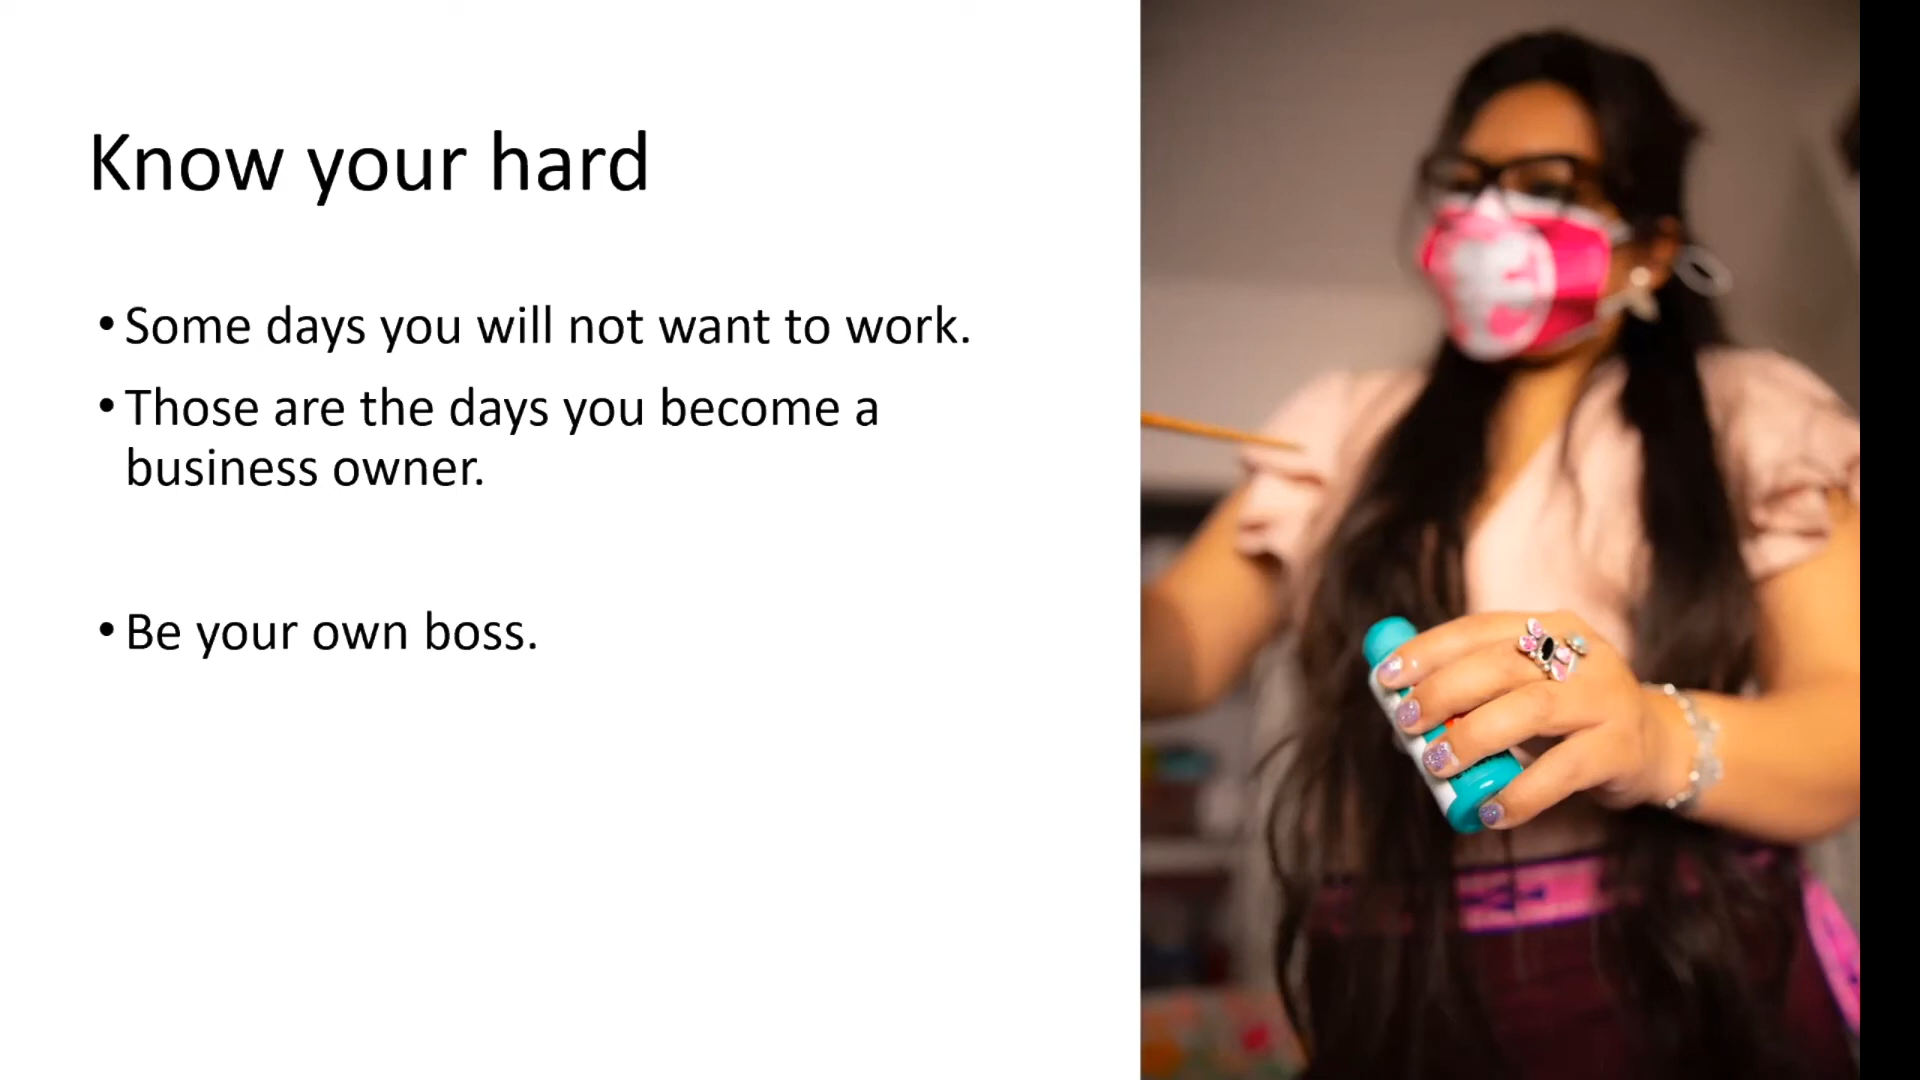 Know your hard
• Some days you will not want to work.
• Those are the days you become a
business owner.
• Be your own boss.